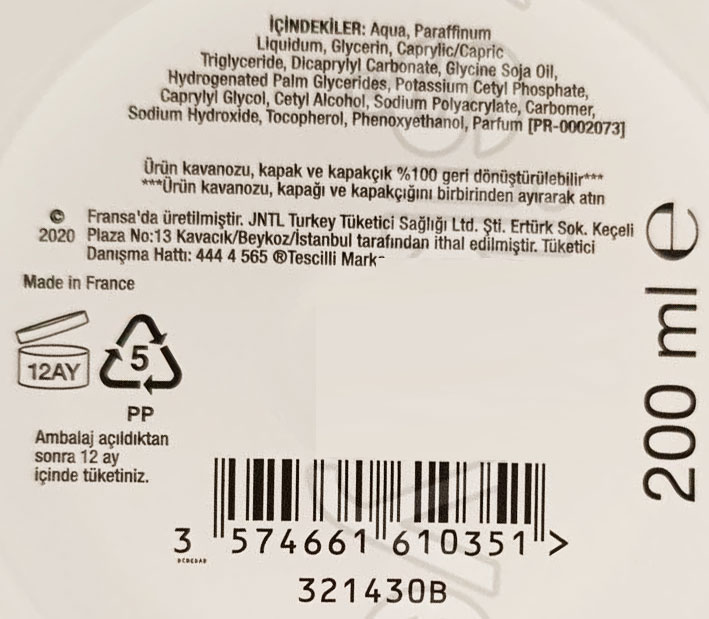 İÇİNDEKİLER: Aqua, Paraffinum
Liquidum, Glycerin, Caprylic/Capric
Triglyceride, Dicaprylyl Carbonate, Glycine Soja Oil,
Hydrogenated Palm Glycerides, Potassium Cetyl Phosphate,
Caprylyl Glycol, Cetyl Alcohol, Sodium Polyacrylate, Carbomer,
Sodium Hydroxide, Tocopherol, Phenoxyethanol, Parfum [PR-0002073]
Ürün kavanozu, kapak ve kapakçık %100 geri dönüştürülebilir***
***Ürün kavanozu, kapağı ve kapakçığını birbirinden ayırarak atın
© 2020
Fransa'da üretilmiştir. JNTL Turkey Tüketici Sağlığı Ltd. Şti. Ertürk Sok. Keçeli
Plaza No:13 Kavacık/Beykoz/İstanbul tarafından ithal edilmiştir. Tüketici
Danışma Hattı: 444 4 565 ®Tescilli Mark
Made in France
12AY
5
PP
Ambalaj açıldıktan
sonra 12 ay
içinde tüketiniz.
200 ml e
3 574661 610351 >
321430B